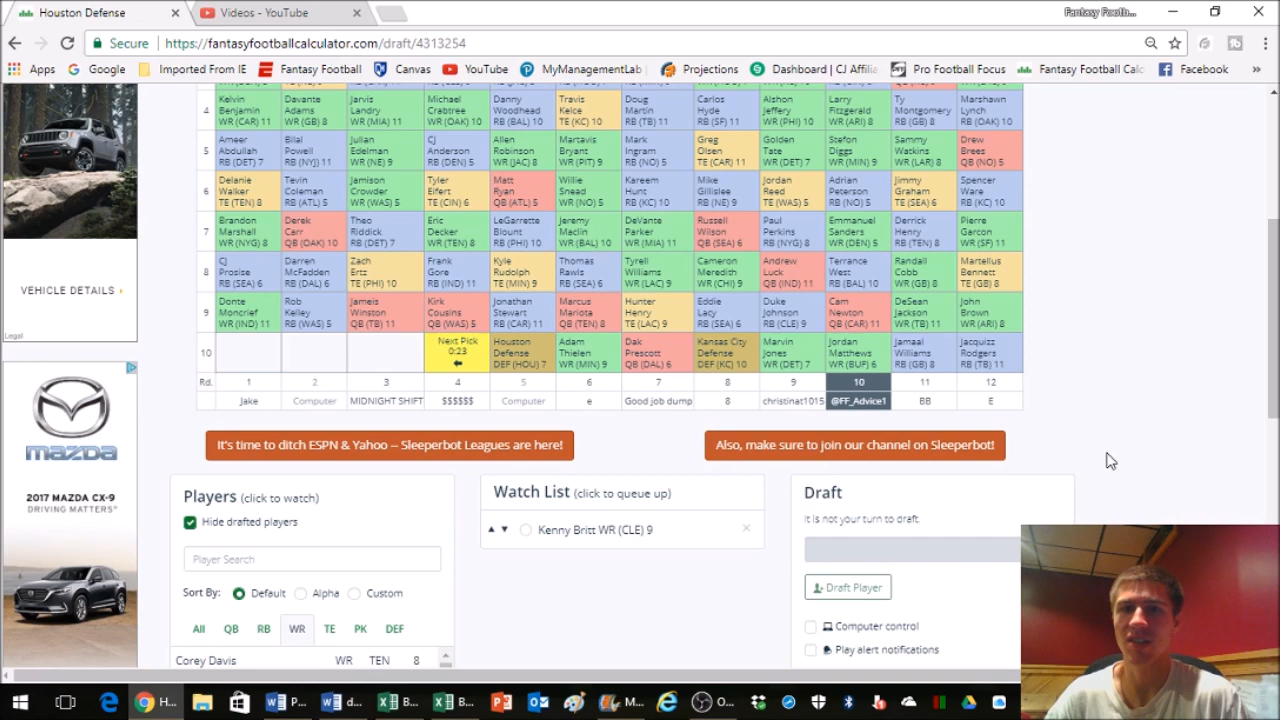 Houston Defense
Videos - YouTube
Fantasy Footb...
Secure
https://fantasyfootballcalculator.com/draft/4313254
Apps
Google
Imported From IE
Fantasy Football
Canvas
YouTube
MyManagementLab
Projections
Dashboard | CJ Affilia
Pro Football Focus
Fantasy Football Calc
Facebook
4
Kelvin Benjamin WR (CAR) 11
Davante Adams WR (GB) 8
Jarvis Landry WR (MIA) 11
Michael Crabtree WR (OAK) 10
Danny Woodhead RB (BAL) 10
Travis Kelce TE (KC) 10
Doug Martin RB (TB) 11
Carlos Hyde RB (SF) 11
Alshon Jeffery WR (PHI) 10
Larry Fitzgerald WR (ARI) 8
Ty Montgomery RB (GB) 8
Marshawn Lynch RB (OAK) 10
5
Ameer Abdullah RB (DET) 7
Bilal Powell RB (NYJ) 11
Julian Edelman WR (NE) 9
CJ Anderson RB (DEN) 5
Allen Robinson WR (JAC) 8
Martavis Bryant WR (PIT) 9
Mark Ingram RB (NO) 5
Greg Olsen TE (CAR) 11
Golden Tate WR (DET) 7
Stefon Diggs WR (MIN) 9
Sammy Watkins WR (LAR) 8
Drew Brees QB (NO) 5
6
Delanie Walker TE (TEN) 8
Tevin Coleman RB (ATL) 5
Jamison Crowder WR (WAS) 5
Tyler Eifert TE (CIN) 6
Matt Ryan QB (ATL) 5
Willie Snead WR (NO) 5
Kareem Hunt RB (KC) 10
Mike Gillislee RB (NE) 9
Jordan Reed TE (WAS) 5
Adrian Peterson RB (NO) 5
Jimmy Graham TE (SEA) 6
Spencer Ware RB (KC) 10
7
Brandon Marshall WR (NYG) 8
Derek Carr QB (OAK) 10
Theo Riddick RB (DET) 7
Eric Decker WR (TEN) 8
LeGarrette Blount RB (PHI) 10
Jeremy Maclin WR (BAL) 10
DeVante Parker WR (MIA) 11
Russell Wilson QB (SEA) 6
Paul Perkins RB (NYG) 8
Emmanuel Sanders WR (DEN) 5
Derrick Henry RB (TEN) 8
Pierre Garcon WR (SF) 11
8
CJ Prosise RB (SEA) 6
Darren McFadden RB (DAL) 6
Zach Ertz TE (PHI) 10
Frank Gore RB (IND) 11
Kyle Rudolph TE (MIN) 9
Thomas Rawls RB (SEA) 6
Tyrell Williams WR (LAC) 9
Cameron Meredith WR (CHI) 9
Andrew Luck QB (IND) 11
Terrance West RB (BAL) 10
Randall Cobb WR (GB) 8
Martellus Bennett TE (GB) 8
9
Donte Moncrief WR (IND) 11
Rob Kelley RB (WAS) 5
Jameis Winston QB (TB) 11
Kirk Cousins QB (WAS) 5
Jonathan Stewart RB (CAR) 11
Marcus Mariota QB (TEN) 8
Hunter Henry TE (LAC) 9
Eddie Lacy RB (SEA) 6
Duke Johnson RB (CLE) 9
Cam Newton QB (CAR) 11
DeSean Jackson WR (TB) 11
John Brown WR (ARI) 8
10
Next Pick 0:23
Houston Defense DEF (HOU) 7
Adam Thielen WR (MIN) 9
Dak Prescott QB (DAL) 6
Kansas City Defense DEF (KC) 10
Marvin Jones WR (DET) 7
Jordan Matthews WR (BUF) 6
Jamaal Williams RB (GB) 8
Jacquizz Rodgers RB (TB) 11
Rd. 1 2 3 4 5 6 7 8 9 10 11 12
Jake Computer MIDNIGHT SHIFT $$$$$$ Computer e Good job dump 8 christinat1015 @FF_Advice1 BB E
VEHICLE DETAILS
Legal
mazda
2017 MAZDA CX-9
DRIVING MATTERS®
It's time to ditch ESPN & Yahoo -- Sleeperbot Leagues are here!
Also, make sure to join our channel on Sleeperbot!
Players (click to watch)
Hide drafted players
Player Search
Sort By: Default Alpha Custom
All QB RB WR TE PK DEF
Corey Davis WR TEN 8
Watch List (click to queue up)
Kenny Britt WR (CLE) 9
Draft
It is not your turn to draft.
Draft Player
Computer control
Play alert notifications
H...
P...
d...
B...
B...
M...
O...